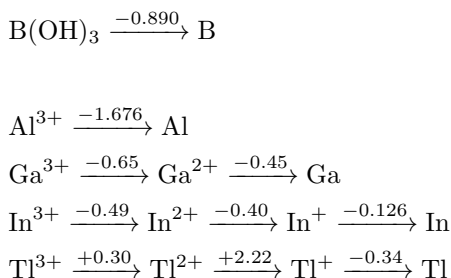 B(OH)₃ —−0.890→ B
Al³⁺ —−1.676→ Al
Ga³⁺ —−0.65→ Ga²⁺ —−0.45→ Ga
In³⁺ —−0.49→ In²⁺ —−0.40→ In⁺ —−0.126→ In
Tl³⁺ —+0.30→ Tl²⁺ —+2.22→ Tl⁺ —−0.34→ Tl